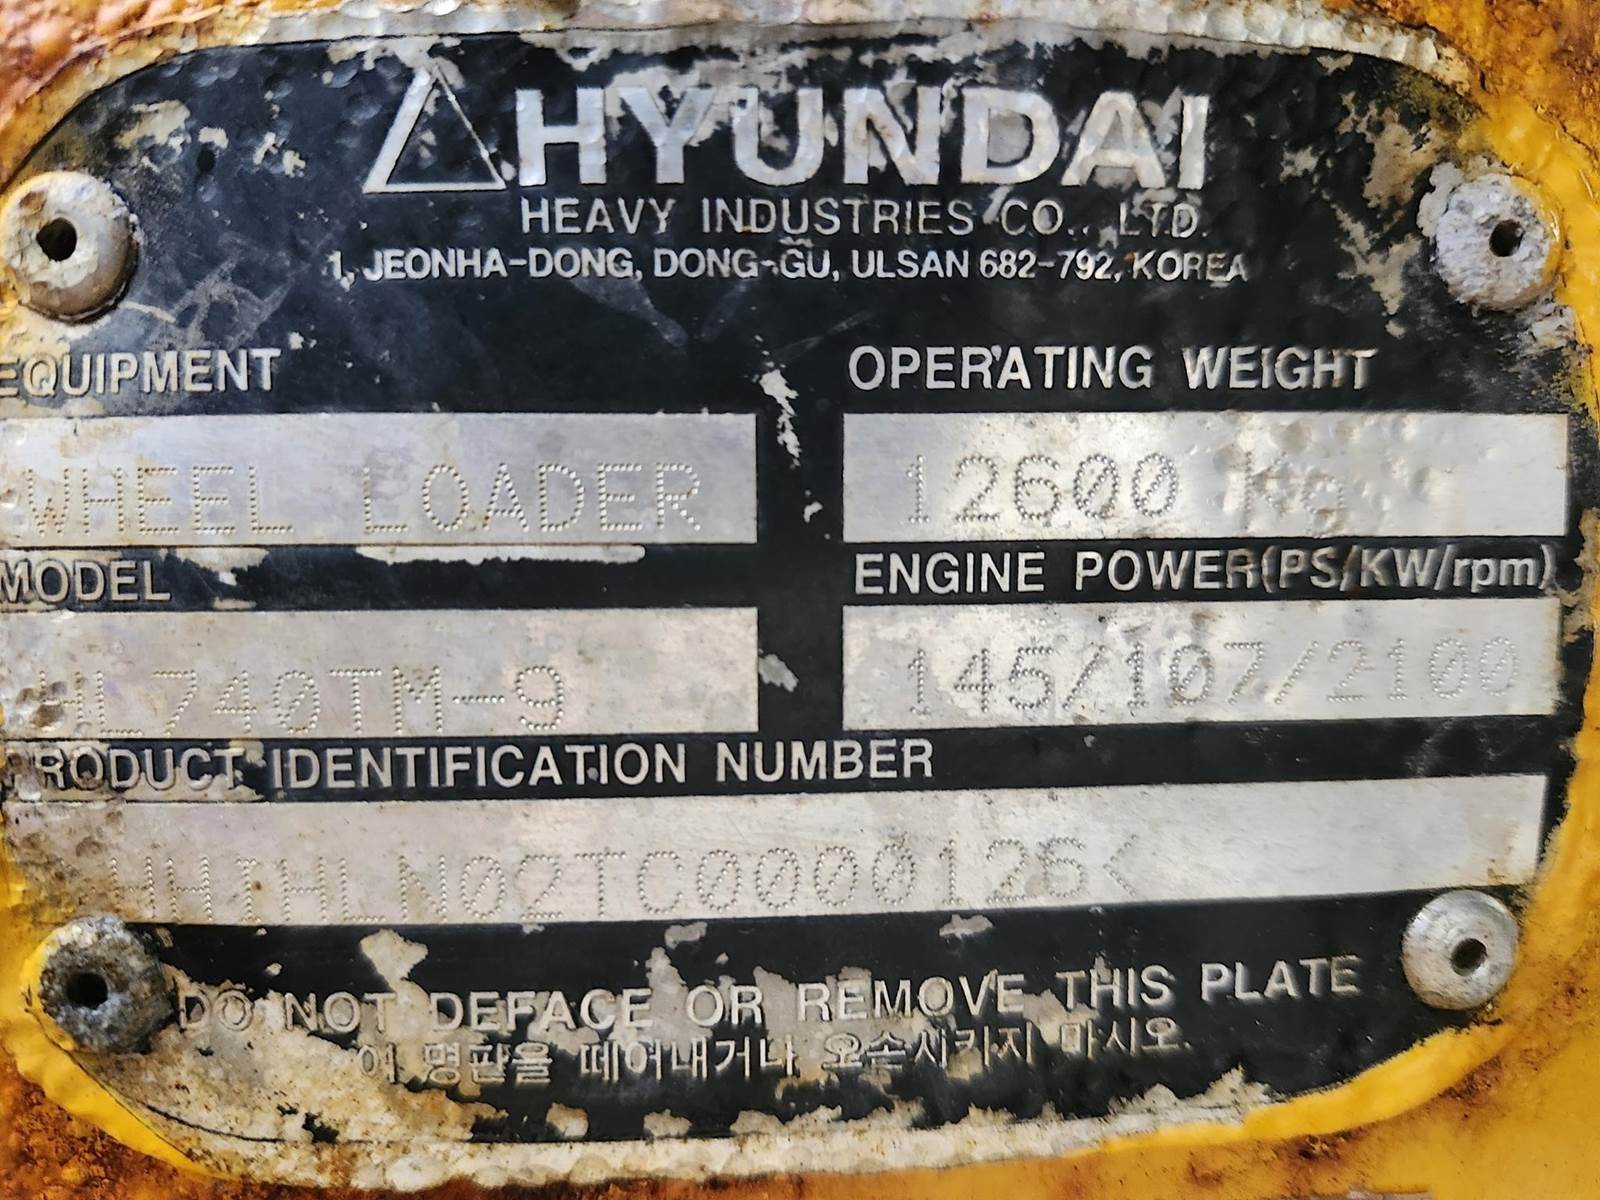 HYUNDAI
HEAVY INDUSTRIES CO., LTD.
1, JEONHA-DONG, DONG-GU, ULSAN 682-792, KOREA
EQUIPMENT
WHEEL LOADER
OPERATING WEIGHT
12600 kg
MODEL
HL740TM-9
ENGINE POWER(PS/KW/rpm)
145/107/2100
PRODUCT IDENTIFICATION NUMBER
HHIHLN02TC0000126<
DO NOT DEFACE OR REMOVE THIS PLATE
이 명판을 떼어내거나 오손시키지 마시오.